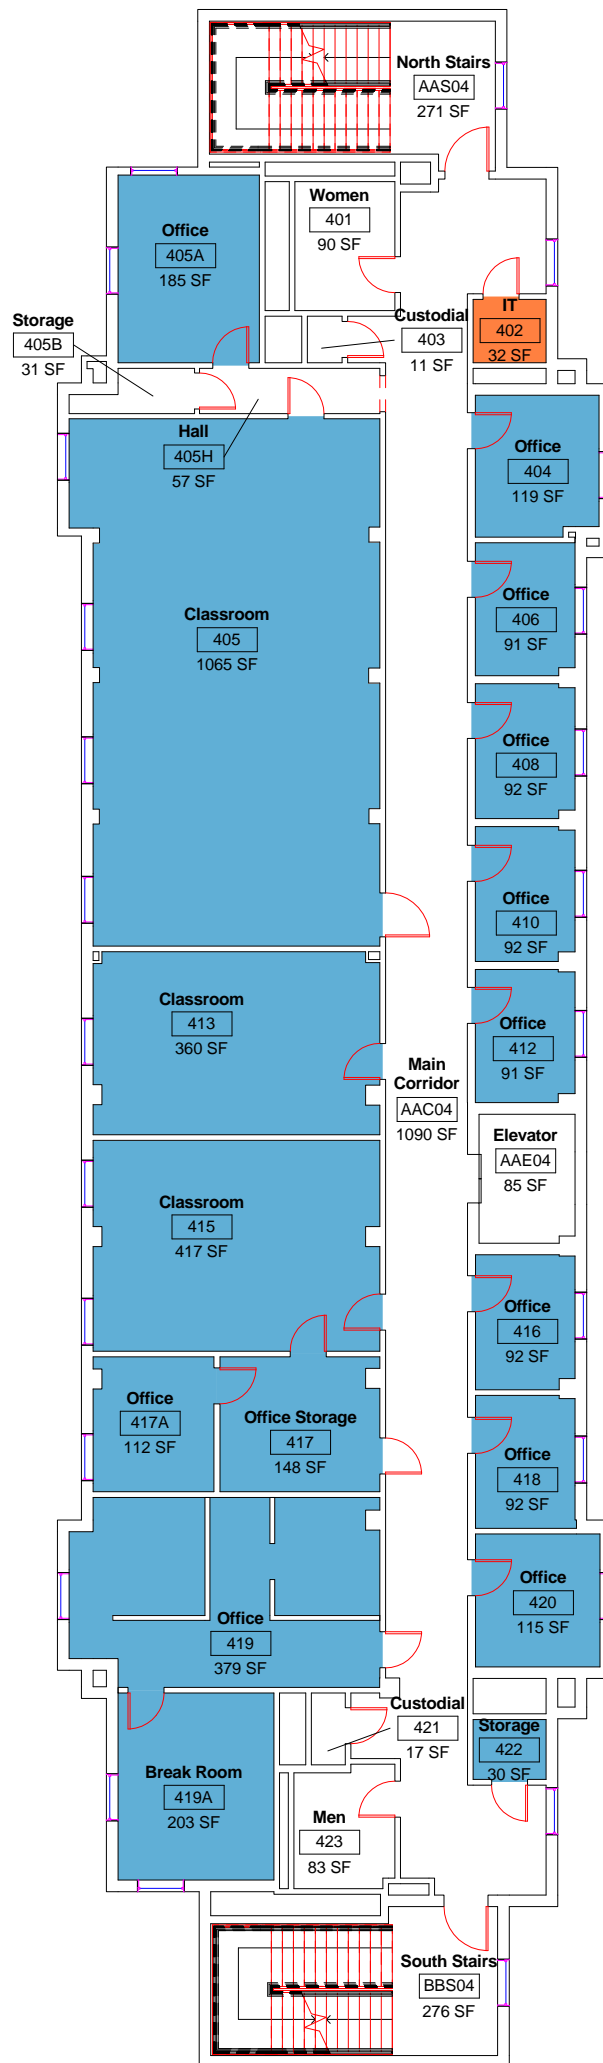 North Stairs
AAS04
271 SF
Women
401
90 SF
Office
405A
185 SF
IT
402
32 SF
Custodial
403
11 SF
Storage
405B
31 SF
Hall
405H
57 SF
Office
404
119 SF
Office
406
91 SF
Classroom
405
1065 SF
Office
408
92 SF
Office
410
92 SF
Classroom
413
360 SF
Office
412
91 SF
Main
Corridor
AAC04
1090 SF
Elevator
AAE04
85 SF
Classroom
415
417 SF
Office
416
92 SF
Office
417A
112 SF
Office Storage
417
148 SF
Office
418
92 SF
Office
420
115 SF
Office
419
379 SF
Custodial
421
17 SF
Storage
422
30 SF
Break Room
419A
203 SF
Men
423
83 SF
South Stairs
BBS04
276 SF